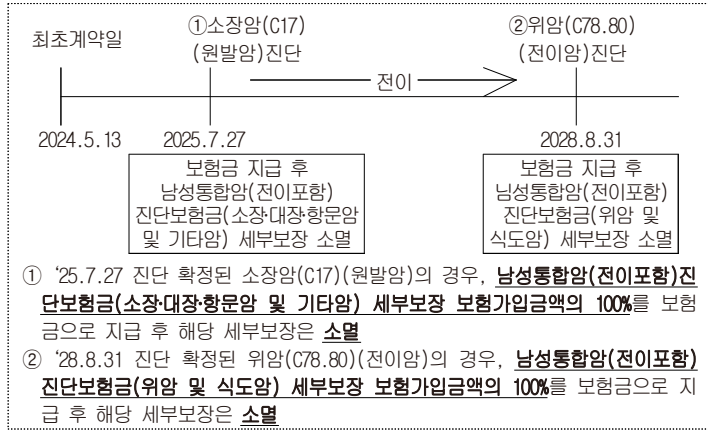 최초계약일
①소장암(C17)
(원발암)진단
②위암(C78.80)
(전이암)진단
전이
2024.5.13
2025.7.27
2028.8.31
보험금 지급 후
남성통합암(전이포함)
진단보험금(소장·대장·항문암
및 기타암) 세부보장 소멸
보험금 지급 후
남성통합암(전이포함)
진단보험금(위암 및
식도암) 세부보장 소멸
① ‘25.7.27 진단 확정된 소장암(C17)(원발암)의 경우, 남성통합암(전이포함)진
단보험금(소장·대장·항문암 및 기타암) 세부보장 보험가입금액의 100%를 보험
금으로 지급 후 해당 세부보장은 소멸
② ‘28.8.31 진단 확정된 위암(C78.80)(전이암)의 경우, 남성통합암(전이포함)
진단보험금(위암 및 식도암) 세부보장 보험가입금액의 100%를 보험금으로 지
급 후 해당 세부보장은 소멸